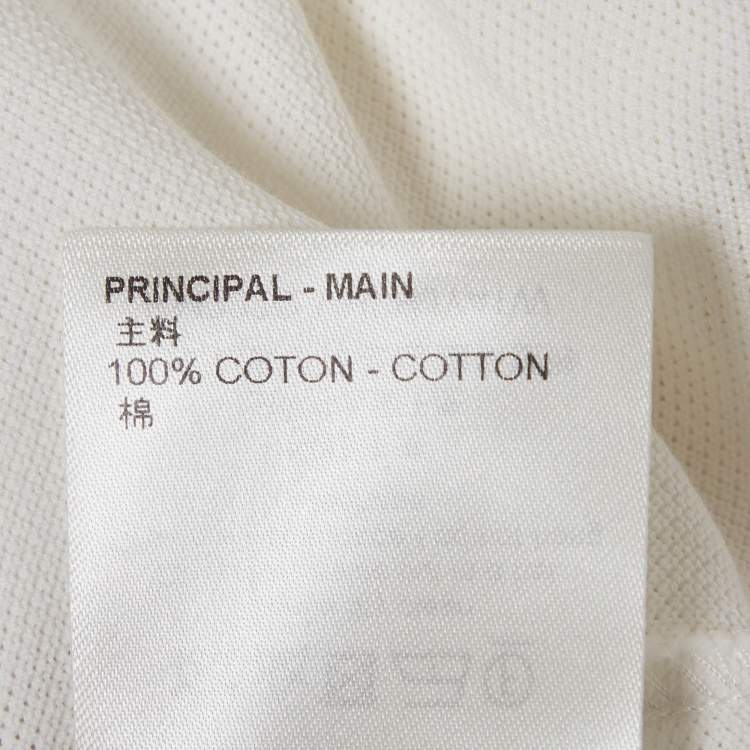 PRINCIPAL - MAIN
主料
100% COTON - COTTON
棉